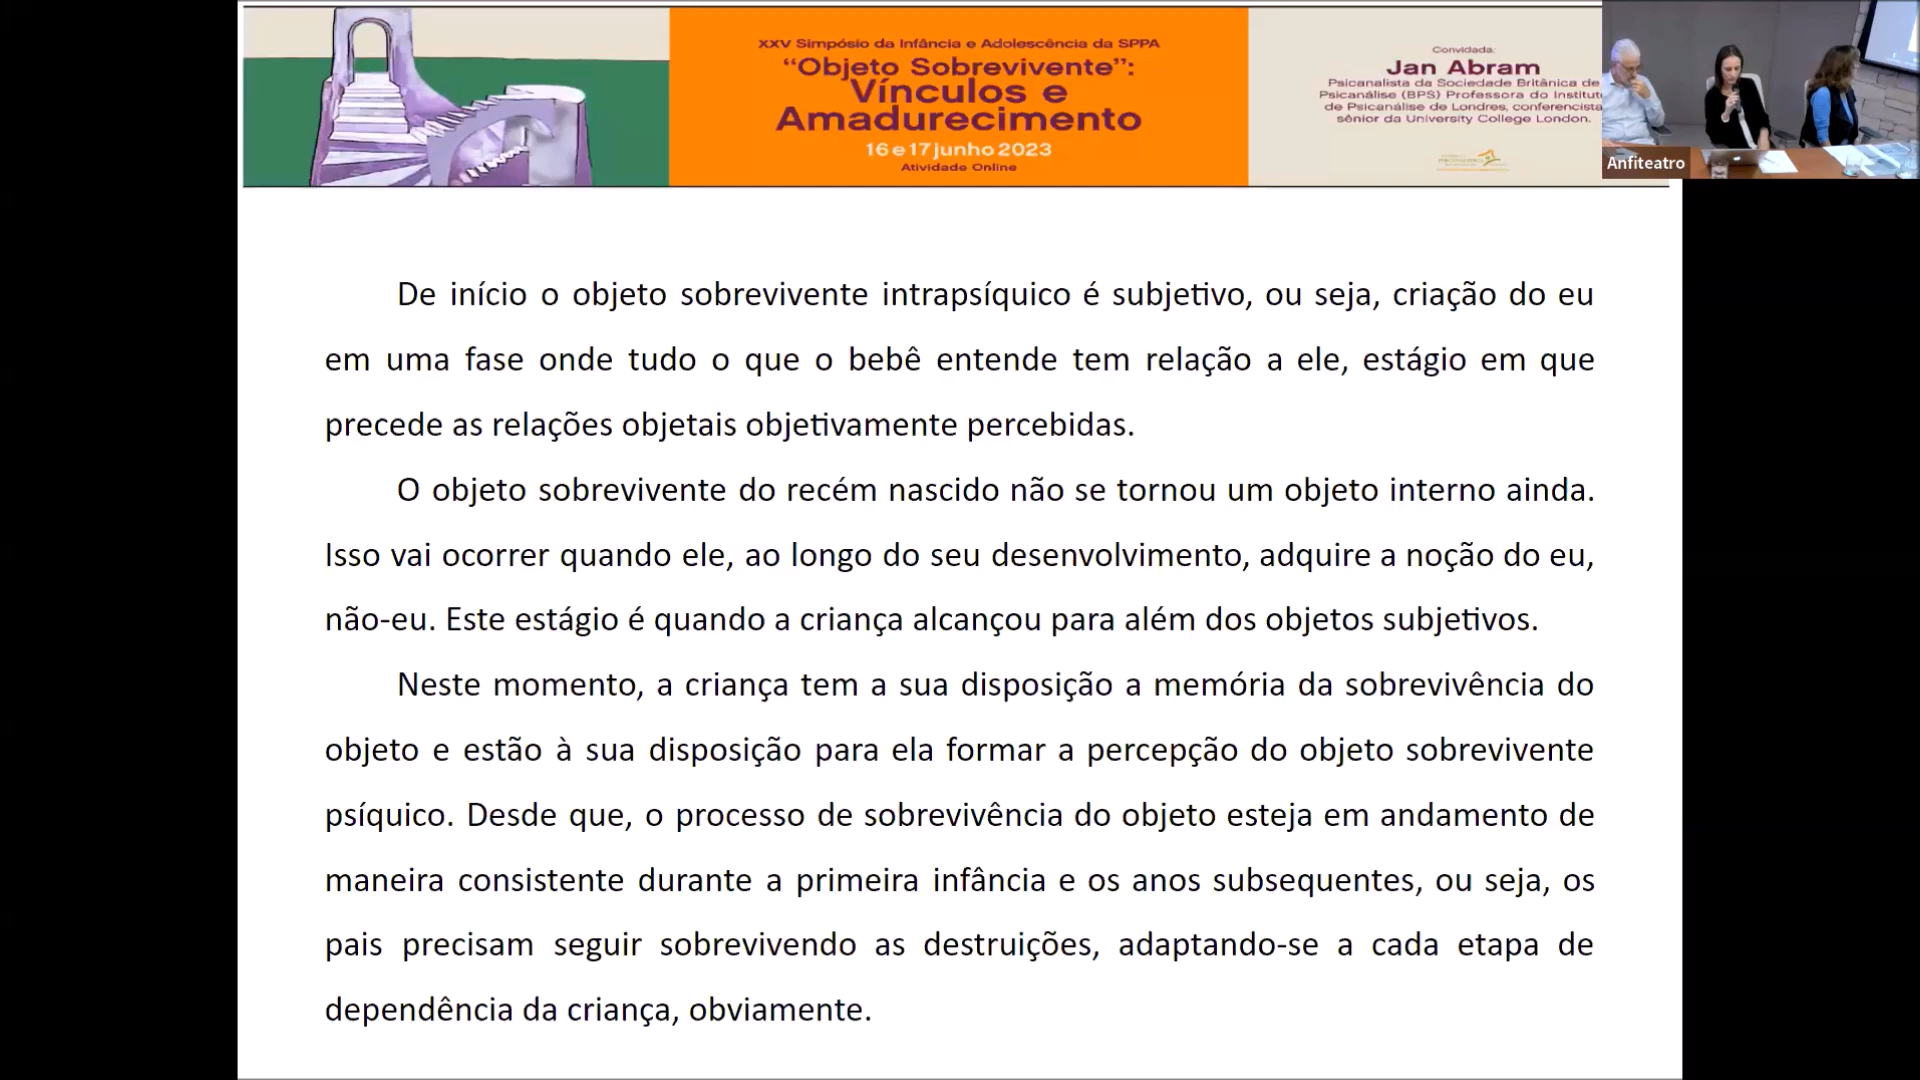 XXV Simpósio da Infância e Adolescência da SPPA
“Objeto Sobrevivente”:
Vínculos e
Amadurecimento
16 e 17 junho 2023
Atividade Online
Convidada:
Jan Abram
Psicanalista da Sociedade Britânica de
Psicanálise (BPS) Professora do Institut
de Psicanálise de Londres, conferencista
sênior da University College London.
Anfiteatro
De início o objeto sobrevivente intrapsíquico é subjetivo, ou seja, criação do eu
em uma fase onde tudo o que o bebê entende tem relação a ele, estágio em que
precede as relações objetais objetivamente percebidas.
O objeto sobrevivente do recém nascido não se tornou um objeto interno ainda.
Isso vai ocorrer quando ele, ao longo do seu desenvolvimento, adquire a noção do eu,
não-eu. Este estágio é quando a criança alcançou para além dos objetos subjetivos.
Neste momento, a criança tem a sua disposição a memória da sobrevivência do
objeto e estão à sua disposição para ela formar a percepção do objeto sobrevivente
psíquico. Desde que, o processo de sobrevivência do objeto esteja em andamento de
maneira consistente durante a primeira infância e os anos subsequentes, ou seja, os
pais precisam seguir sobrevivendo as destruições, adaptando-se a cada etapa de
dependência da criança, obviamente.